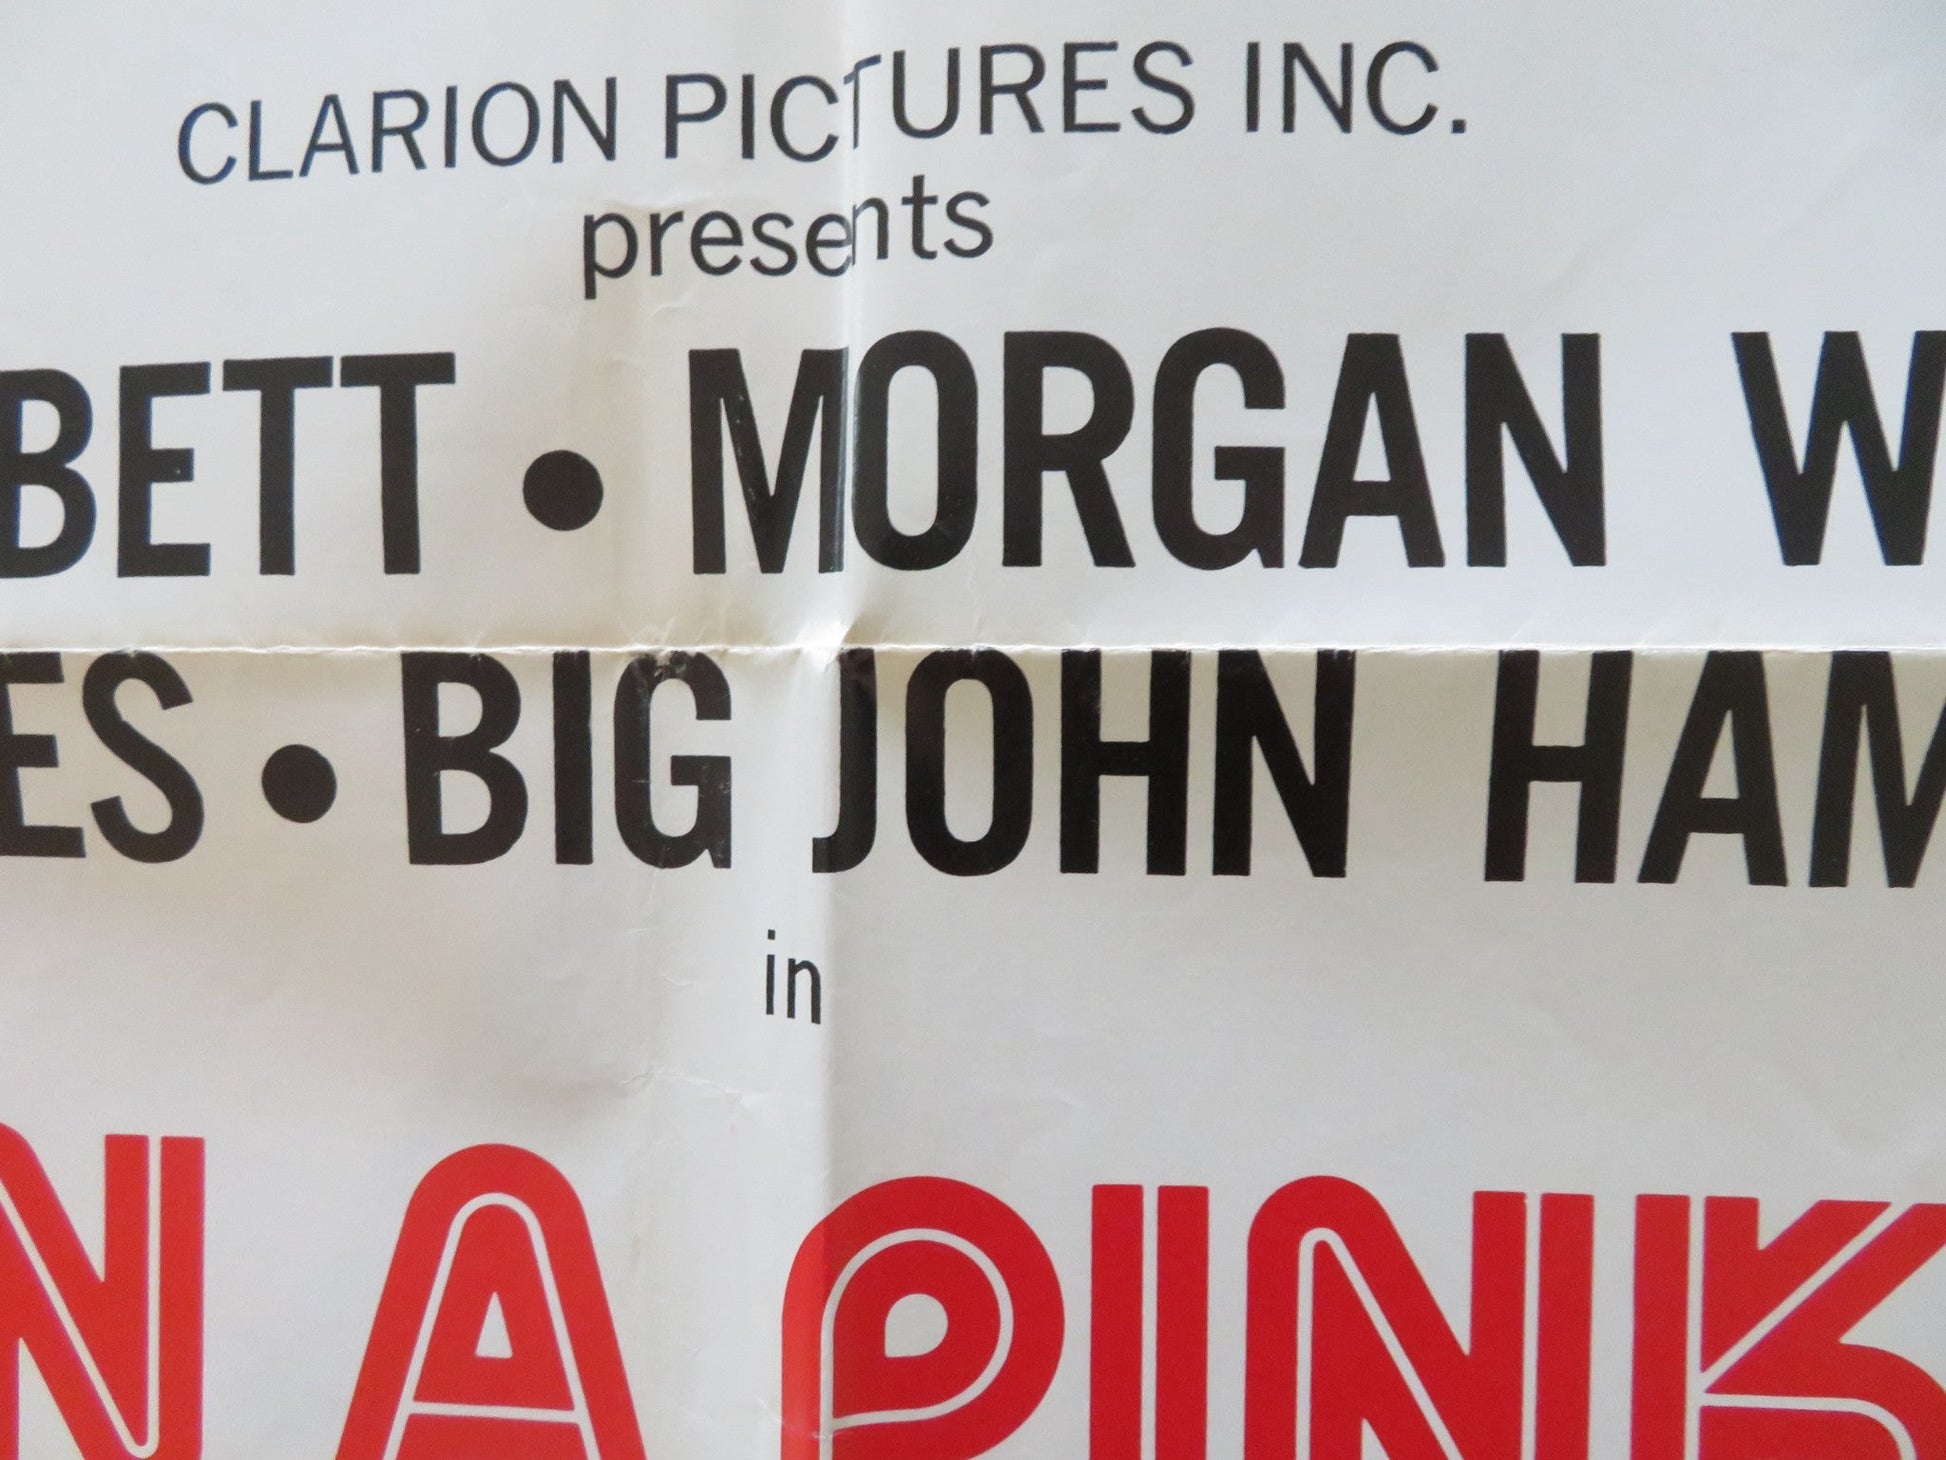 CLARION PICTURES INC.
presents
BETT • MORGAN W
ES • BIG JOHN HAM
in
N A PINK